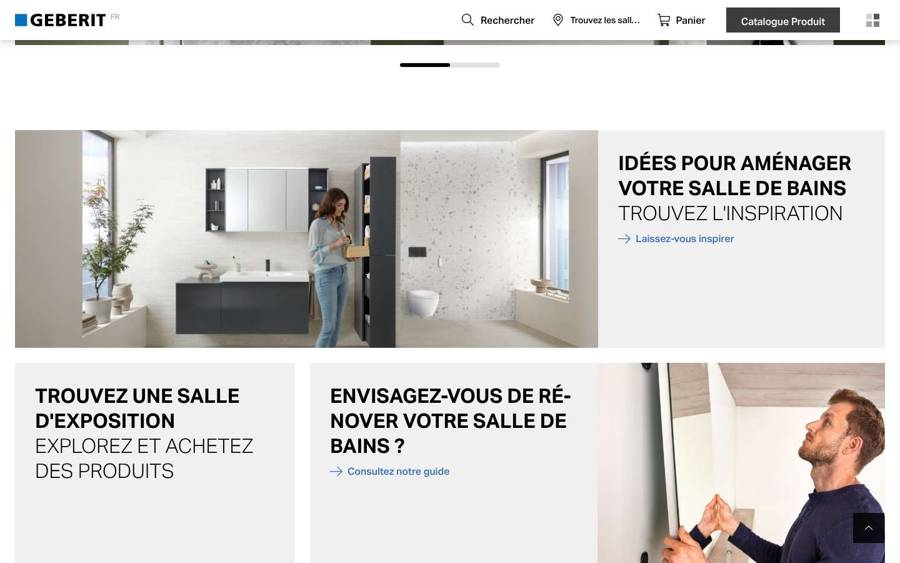 GEBERIT FR
Rechercher
Trouvez les sall...
Panier
Catalogue Produit
IDÉES POUR AMÉNAGER
VOTRE SALLE DE BAINS
TROUVEZ L'INSPIRATION
Laissez-vous inspirer
TROUVEZ UNE SALLE
D'EXPOSITION
EXPLOREZ ET ACHETEZ
DES PRODUITS
ENVISAGEZ-VOUS DE RÉ-
NOVER VOTRE SALLE DE
BAINS ?
Consultez notre guide